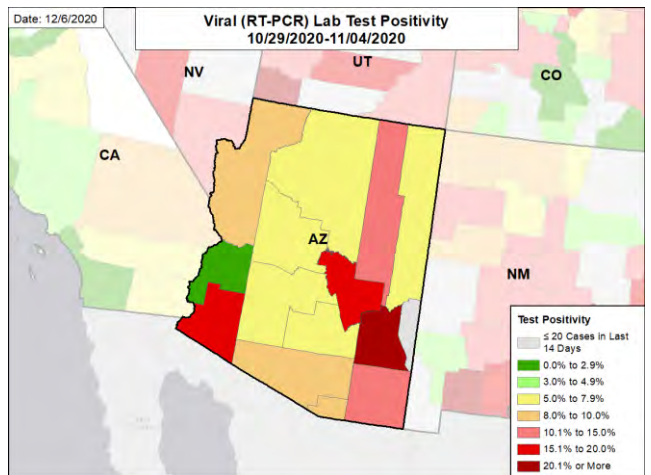 Date: 12/6/2020
Viral (RT-PCR) Lab Test Positivity
10/29/2020-11/04/2020
UT
NV
CO
CA
AZ
NM
Test Positivity
≤ 20 Cases in Last
14 Days
0.0% to 2.9%
3.0% to 4.9%
5.0% to 7.9%
8.0% to 10.0%
10.1% to 15.0%
15.1% to 20.0%
20.1% or More